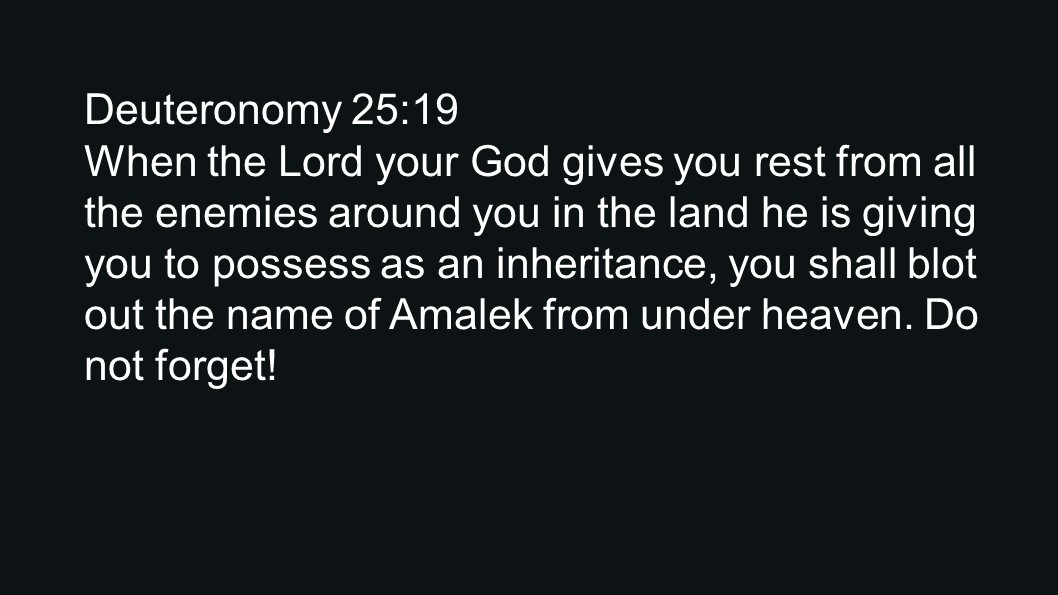 Deuteronomy 25:19
When the Lord your God gives you rest from all
the enemies around you in the land he is giving
you to possess as an inheritance, you shall blot
out the name of Amalek from under heaven. Do
not forget!